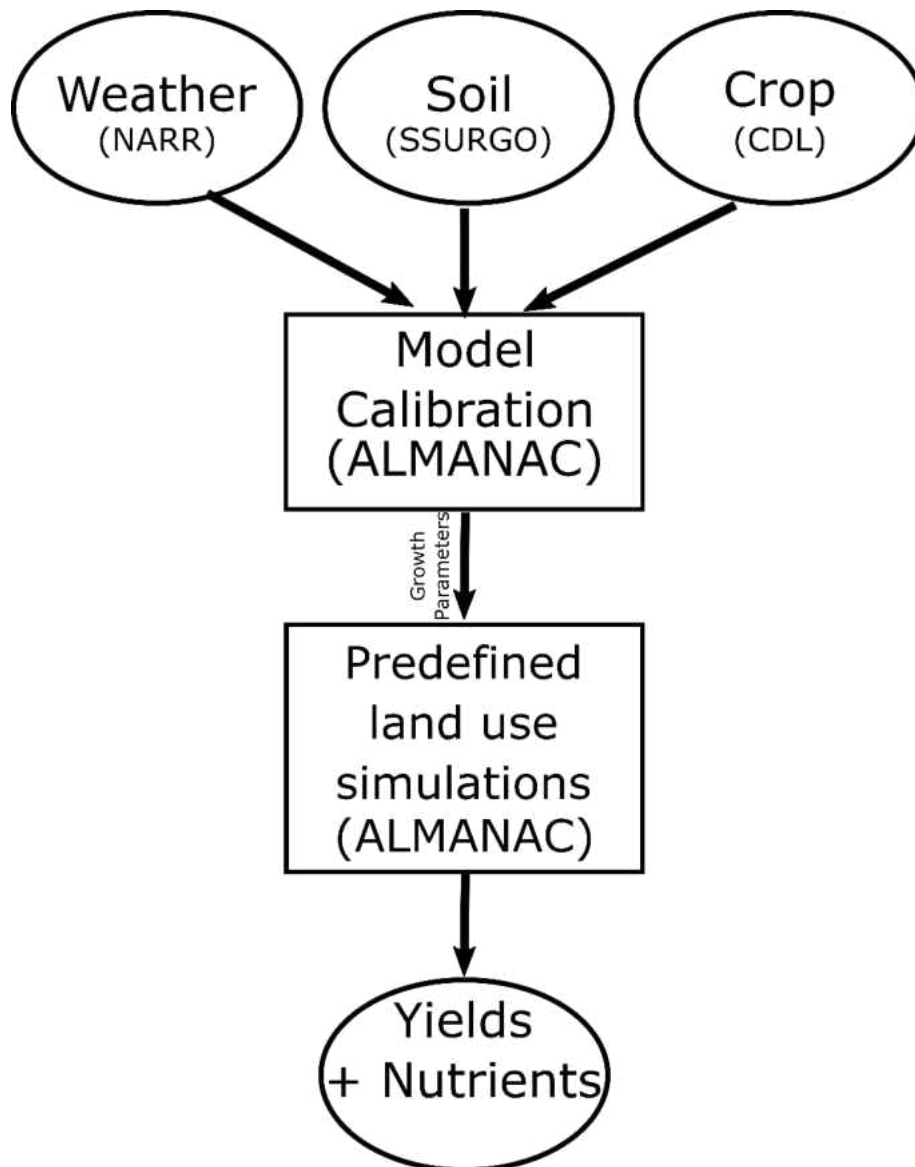 Weather
(NARR)
Soil
(SSURGO)
Crop
(CDL)
Model
Calibration
(ALMANAC)
Growth
Parameters
Predefined
land use
simulations
(ALMANAC)
Yields
+ Nutrients